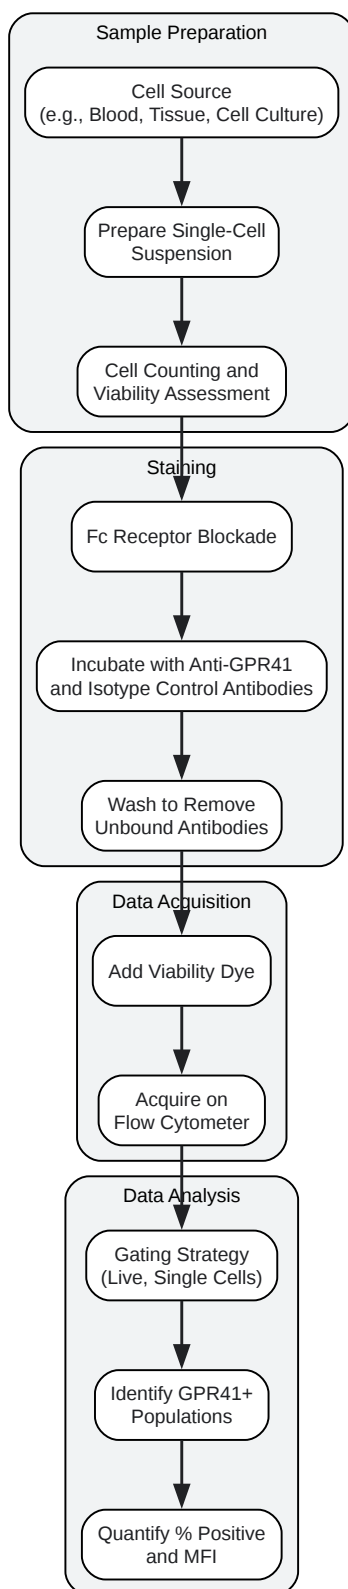 Sample Preparation
Cell Source
(e.g., Blood, Tissue, Cell Culture)
Prepare Single-Cell
Suspension
Cell Counting and
Viability Assessment
Staining
Fc Receptor Blockade
Incubate with Anti-GPR41
and Isotype Control Antibodies
Wash to Remove
Unbound Antibodies
Data Acquisition
Add Viability Dye
Acquire on
Flow Cytometer
Data Analysis
Gating Strategy
(Live, Single Cells)
Identify GPR41+
Populations
Quantify % Positive
and MFI